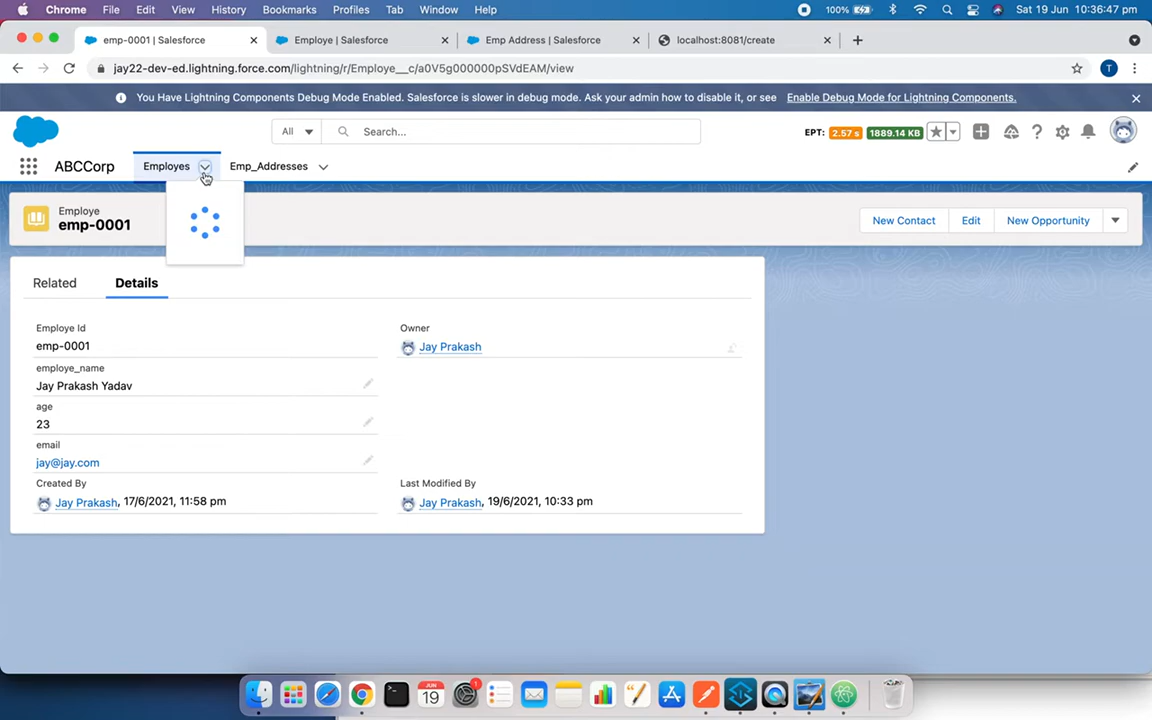 Chrome File Edit View History Bookmarks Profiles Tab Window Help 100% Sat 19 Jun 10:36:47 pm
emp-0001 | Salesforce Employe | Salesforce Emp Address | Salesforce localhost:8081/create
jay22-dev-ed.lightning.force.com/lightning/r/Employe__c/a0V5g000000pSVdEAM/view T
You Have Lightning Components Debug Mode Enabled. Salesforce is slower in debug mode. Ask your admin how to disable it, or see Enable Debug Mode for Lightning Components.
All Search... EPT: 2.57 s 1889.14 KB
ABCCorp Employes Emp_Addresses
Employe
emp-0001
New Contact Edit New Opportunity
Related Details
Employe Id Owner
emp-0001 Jay Prakash
employe_name
Jay Prakash Yadav
age
23
email
jay@jay.com
Created By Last Modified By
Jay Prakash, 17/6/2021, 11:58 pm Jay Prakash, 19/6/2021, 10:33 pm
JUN
19
1